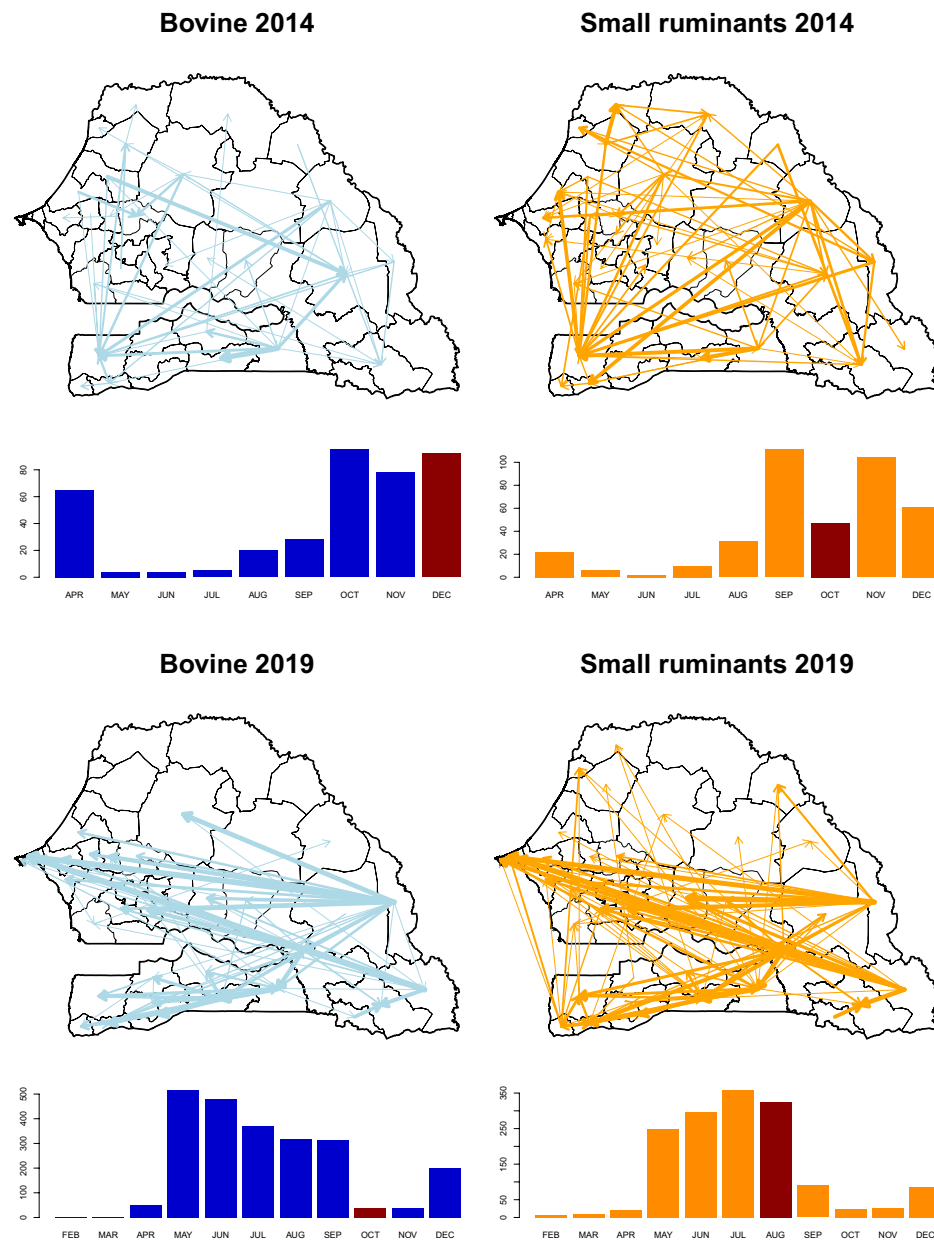 Bovine 2014
Small ruminants 2014
0 20 40 60 80
APR MAY JUN JUL AUG SEP OCT NOV DEC
0 20 40 60 80 100
APR MAY JUN JUL AUG SEP OCT NOV DEC
Bovine 2019
Small ruminants 2019
0 100 200 300 400 500
FEB MAR APR MAY JUN JUL AUG SEP OCT NOV DEC
0 50 150 250 350
FEB MAR APR MAY JUN JUL AUG SEP OCT NOV DEC